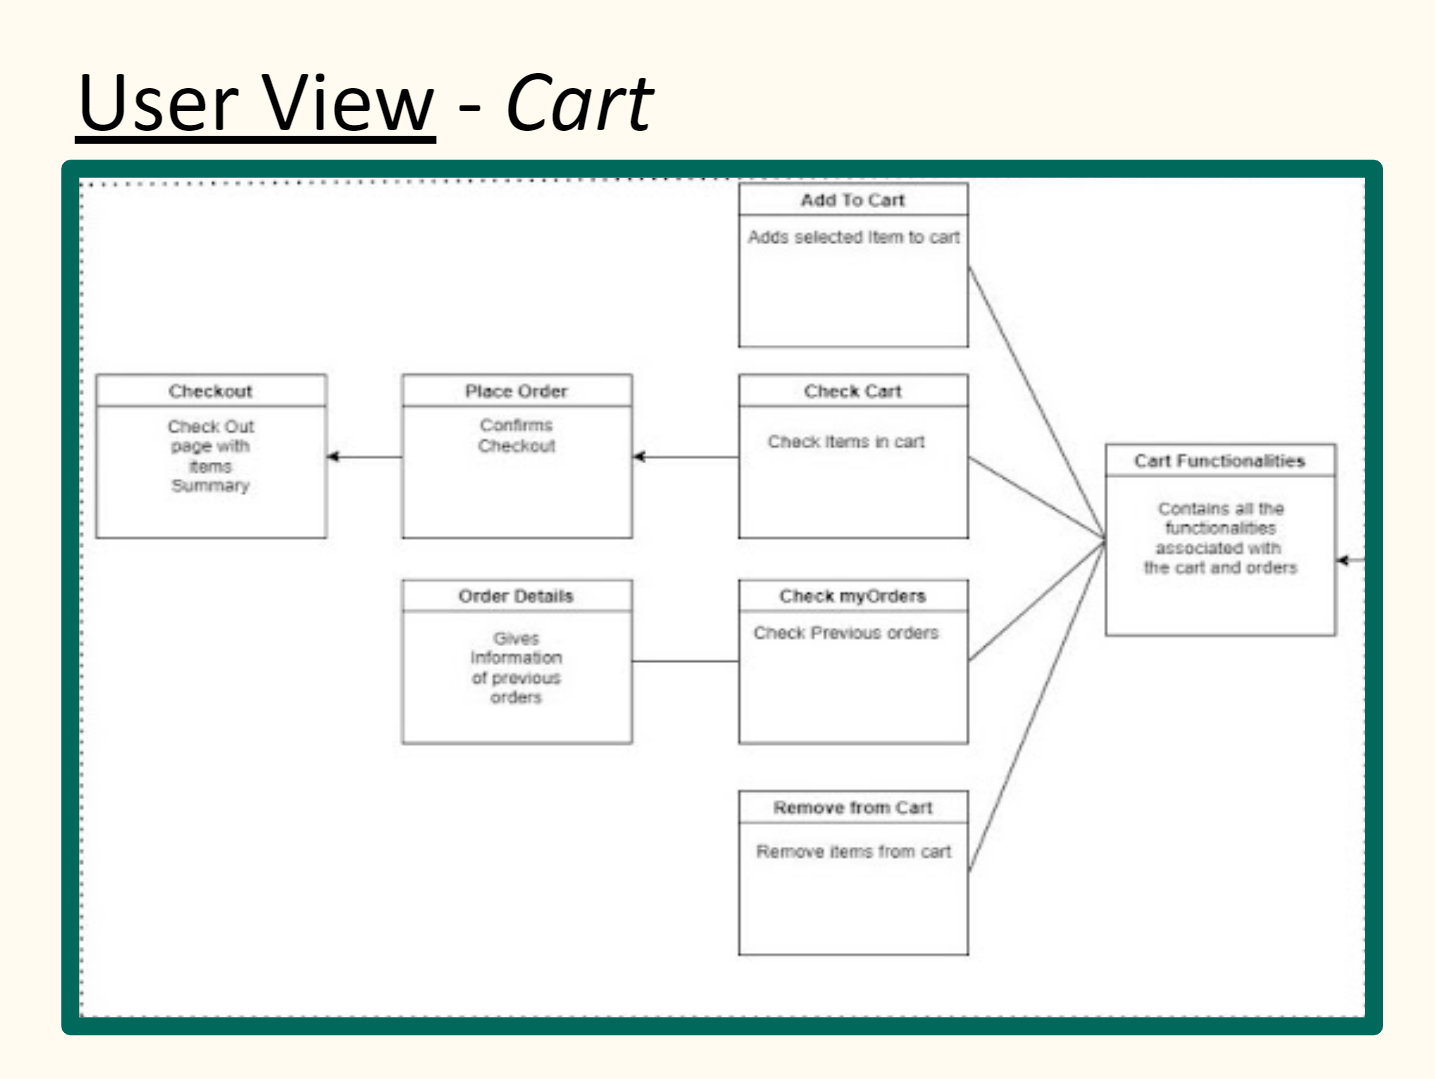 User View - Cart
Add To Cart
Adds selected Item to cart
Checkout
Check Out
page with
items
Summary
Place Order
Confirms
Checkout
Check Cart
Check Items in cart
Cart Functionalities
Contains all the
functionalities
associated with
the cart and orders
Order Details
Gives
Information
of previous
orders
Check myOrders
Check Previous orders
Remove from Cart
Remove items from cart